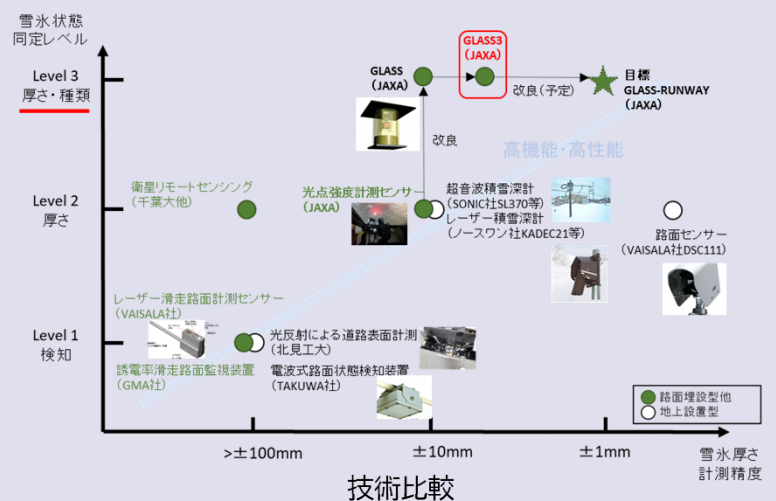 雪氷状態
同定レベル
Level 3
厚さ・種類
GLASS
(JAXA)
GLASS3
(JAXA)
改良(予定)
目標
GLASS-RUNWAY
(JAXA)
改良
高機能・高性能
Level 2
厚さ
衛星リモートセンシング
(千葉大他)
光点強度計測センサー
(JAXA)
超音波積雪深計
(SONIC社SL370等)
レーザー積雪深計
(ノースワン社KADEC21等)
路面センサー
(VAISALA社DSC111)
Level 1
検知
レーザー滑走路面計測センサー
(VAISALA社)
誘電率滑走路面監視装置
(GMA社)
光反射による道路表面計測
(北見工大)
電波式路面状態検知装置
(TAKUWA社)
路面埋設型他
地上設置型
>±100mm
±10mm
±1mm
雪氷厚さ
計測精度
技術比較